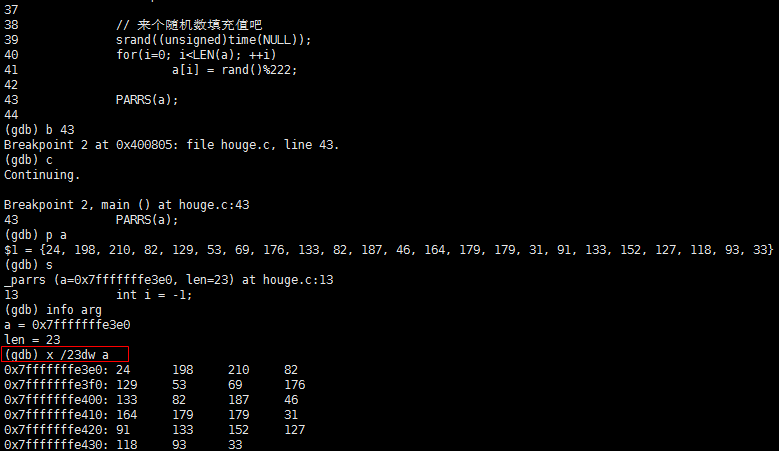 37
38 // 来个随机数填充值吧
39 srand((unsigned)time(NULL));
40 for(i=0; i<LEN(a); ++i)
41 a[i] = rand()%222;
42
43 PARRS(a);
44
(gdb) b 43
Breakpoint 2 at 0x400805: file houge.c, line 43.
(gdb) c
Continuing.
Breakpoint 2, main () at houge.c:43
43 PARRS(a);
(gdb) p a
$1 = {24, 198, 210, 82, 129, 53, 69, 176, 133, 82, 187, 46, 164, 179, 179, 31, 91, 133, 152, 127, 118, 93, 33}
(gdb) s
_parrs (a=0x7fffffffe3e0, len=23) at houge.c:13
13 int i = -1;
(gdb) info arg
a = 0x7fffffffe3e0
len = 23
(gdb) x /23dw a
0x7fffffffe3e0: 24 198 210 82
0x7fffffffe3f0: 129 53 69 176
0x7fffffffe400: 133 82 187 46
0x7fffffffe410: 164 179 179 31
0x7fffffffe420: 91 133 152 127
0x7fffffffe430: 118 93 33